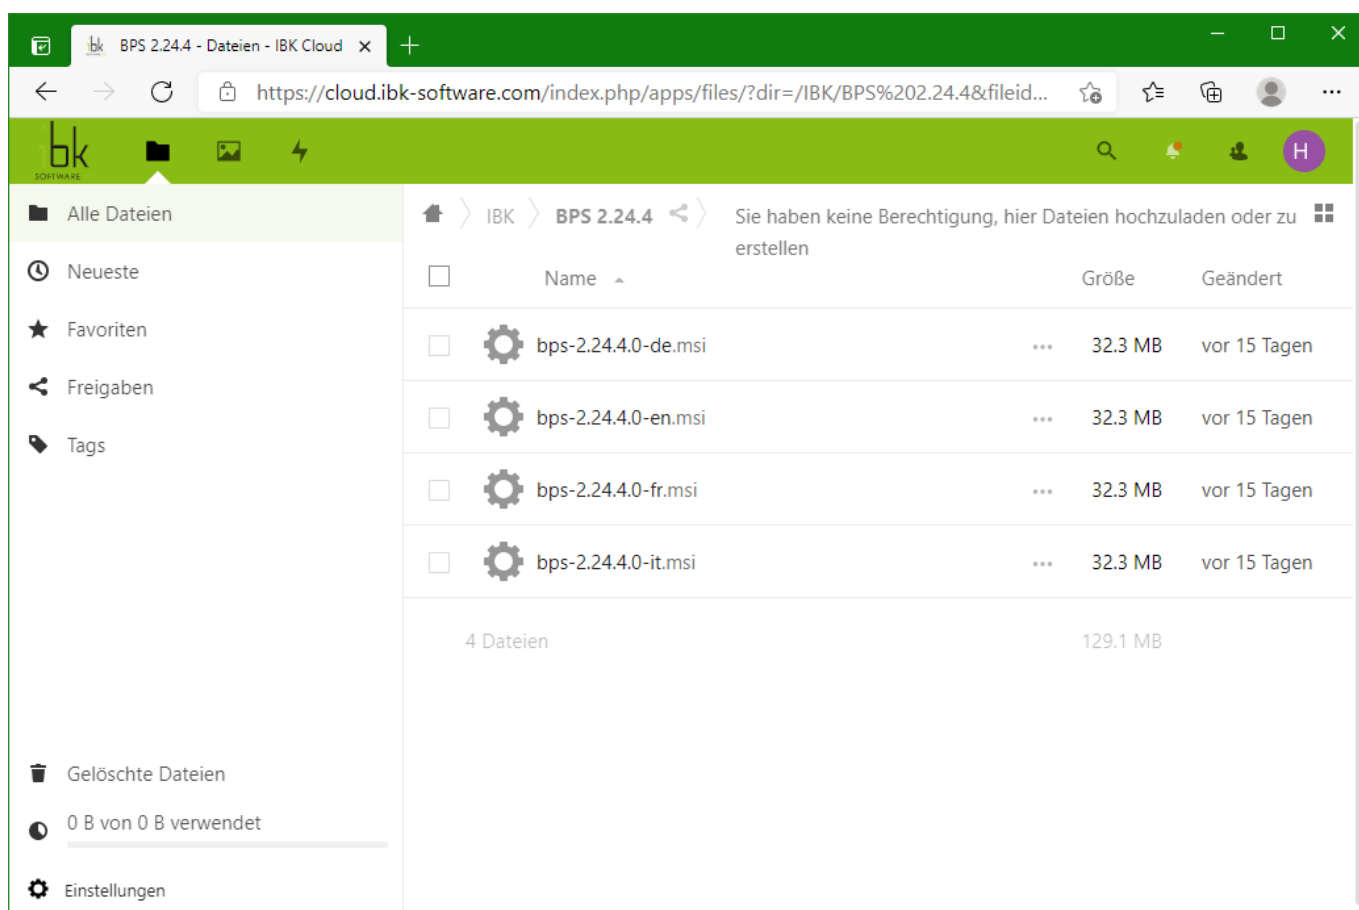 BPS 2.24.4 - Dateien - IBK Cloud
https://cloud.ibk-software.com/index.php/apps/files/?dir=/IBK/BPS%202.24.4&fileid...
ibk
SOFTWARE
H
Alle Dateien
Neueste
Favoriten
Freigaben
Tags
Gelöschte Dateien
0 B von 0 B verwendet
Einstellungen
IBK
BPS 2.24.4
Sie haben keine Berechtigung, hier Dateien hochzuladen oder zu
erstellen
Name Größe Geändert
bps-2.24.4.0-de.msi ••• 32.3 MB vor 15 Tagen
bps-2.24.4.0-en.msi ••• 32.3 MB vor 15 Tagen
bps-2.24.4.0-fr.msi ••• 32.3 MB vor 15 Tagen
bps-2.24.4.0-it.msi ••• 32.3 MB vor 15 Tagen
4 Dateien 129.1 MB